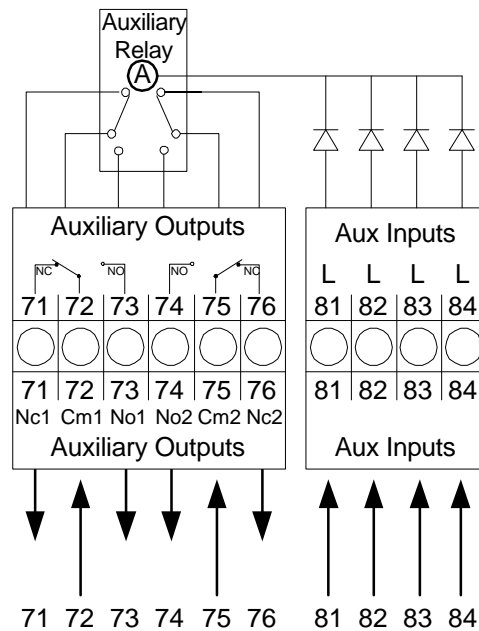 Auxiliary
Relay
A
Auxiliary Outputs
Aux Inputs
NC NO NO NC
L L L L
71 72 73 74 75 76
81 82 83 84
71 72 73 74 75 76
81 82 83 84
Nc1 Cm1 No1 No2 Cm2 Nc2
Auxiliary Outputs
Aux Inputs
71 72 73 74 75 76
81 82 83 84